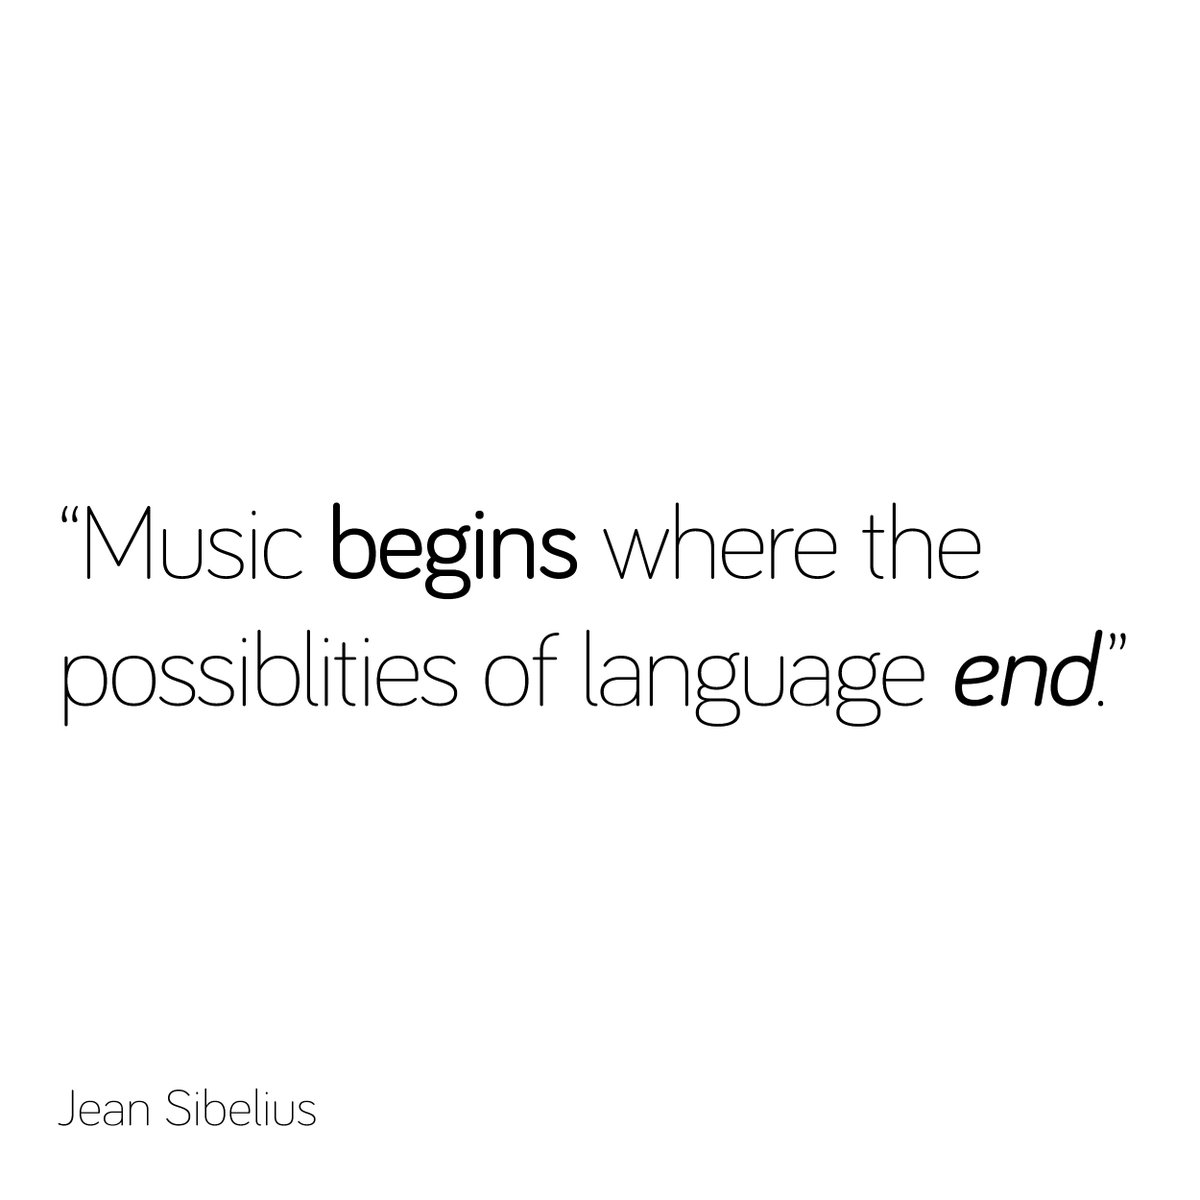 “Music begins where the
possiblities of language end.”
Jean Sibelius